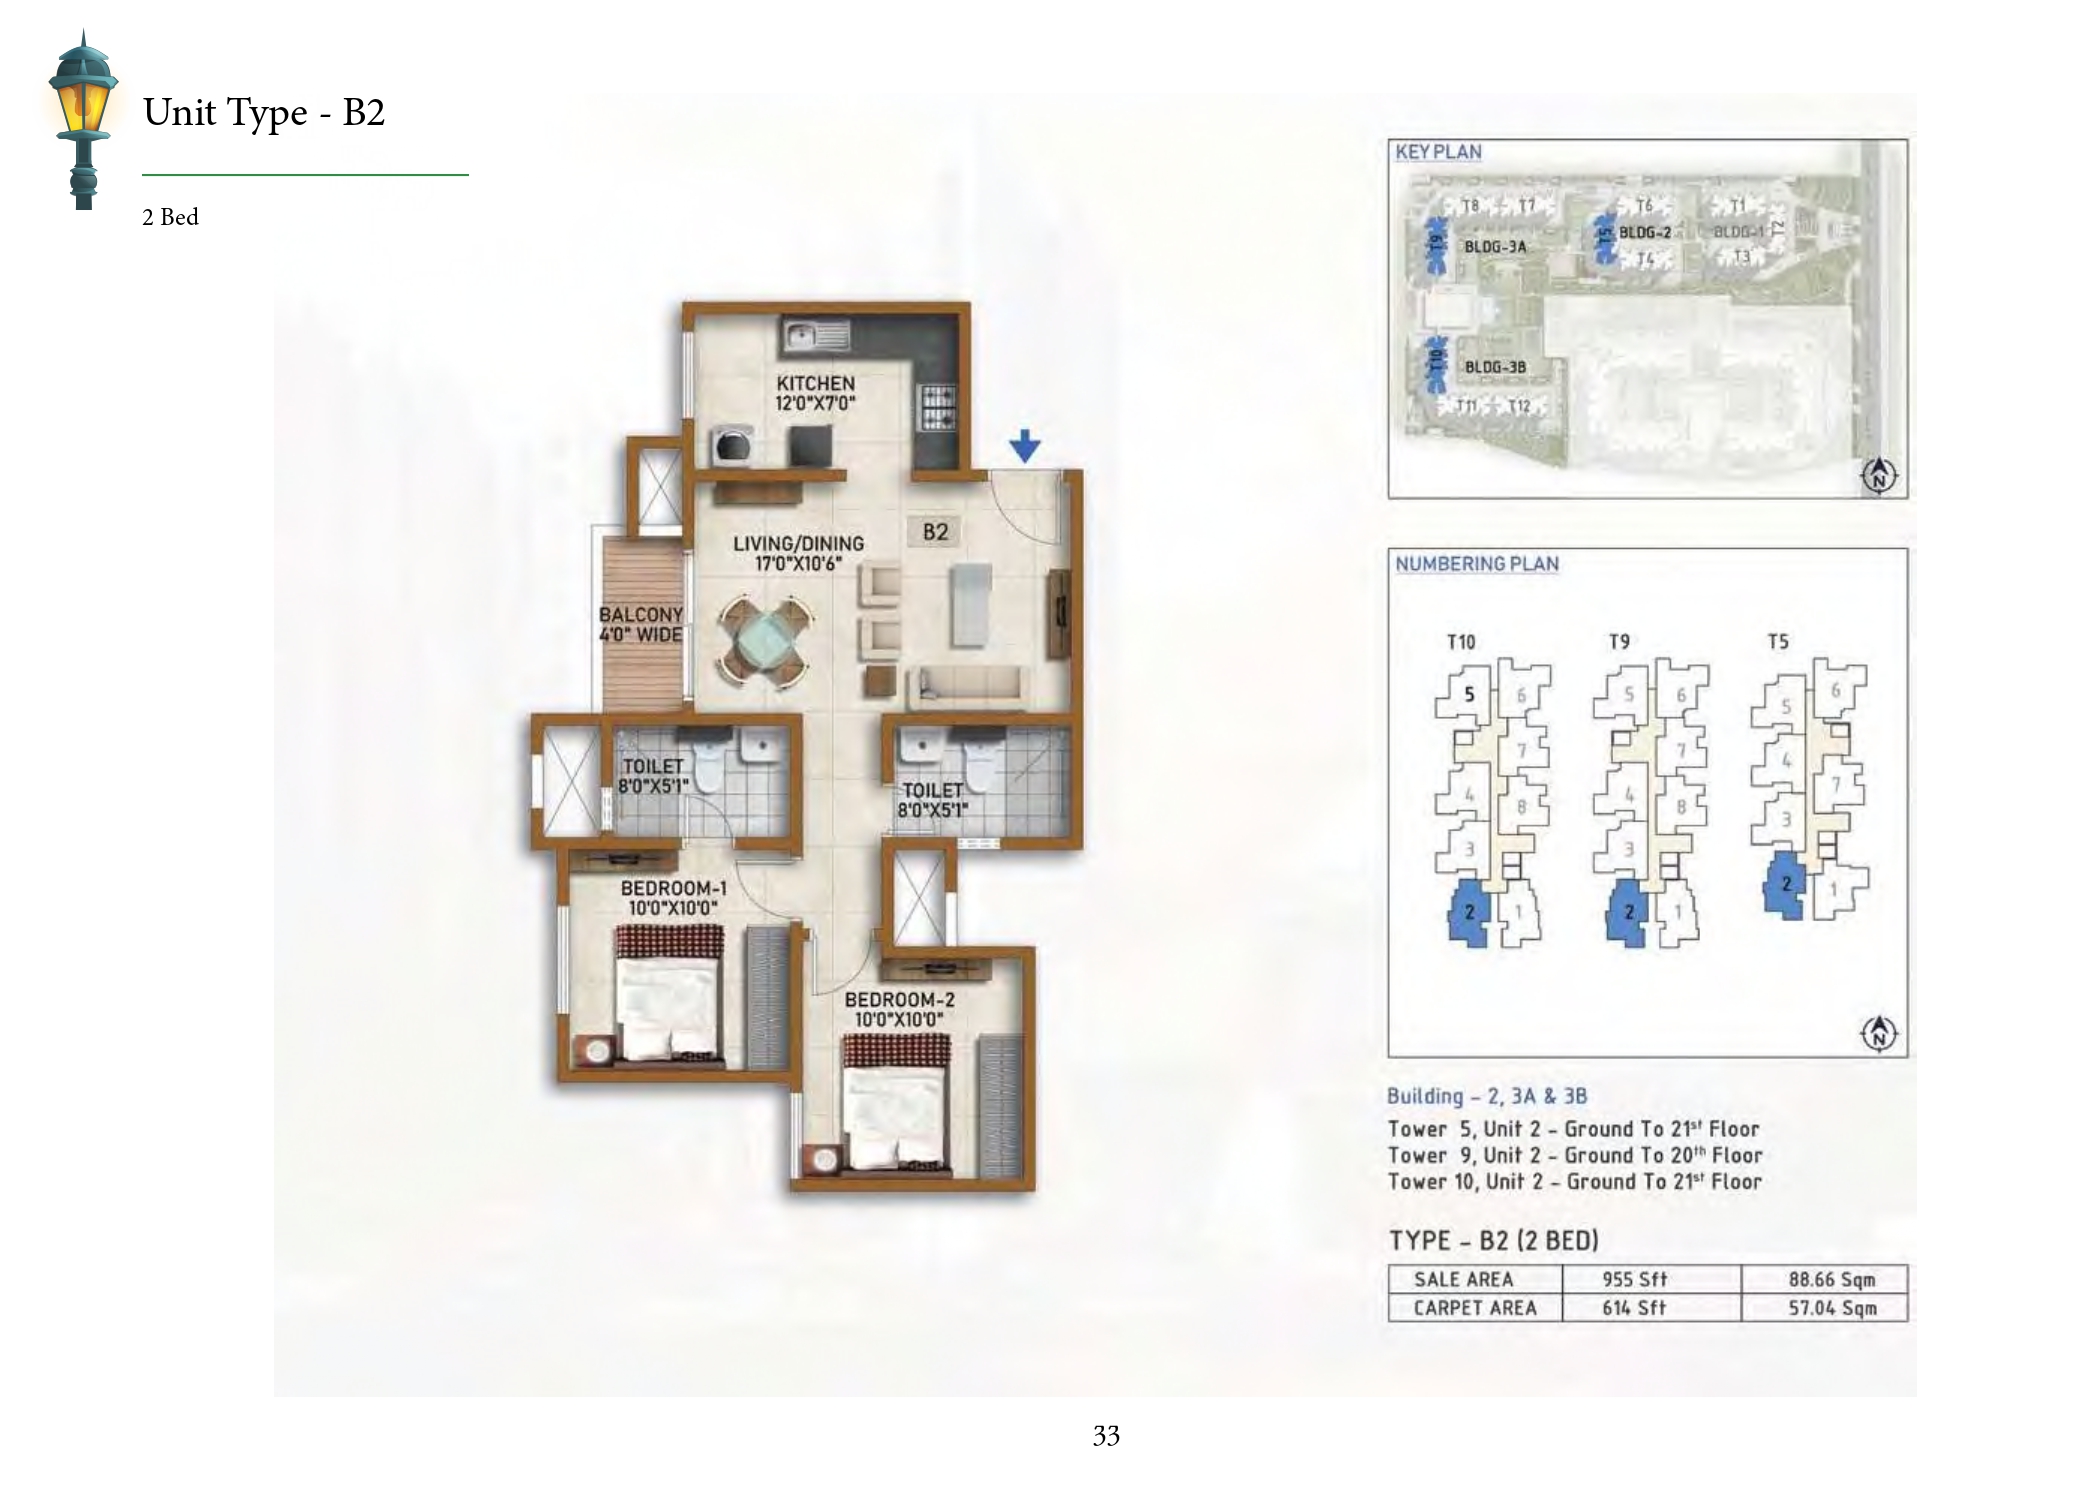 Unit Type - B2
2 Bed
KITCHEN
12'0"X7'0"
B2
LIVING/DINING
17'0"X10'6"
BALCONY
4'0" WIDE
TOILET
8'0"X5'1"
TOILET
8'0"X5'1"
BEDROOM-1
10'0"X10'0"
BEDROOM-2
10'0"X10'0"
KEY PLAN
T8 T7 T6 T1
T9 BLDG-3A T5 BLDG-2 BLDG-1 T2
T4 T3
T10 BLDG-3B
T11 T12
N
NUMBERING PLAN
T10 T9 T5
5 6 5 6 5 6
7 7 4 7
4 8 4 8 3
3 3
2 1 2 1 2 1
N
Building – 2, 3A & 3B
Tower 5, Unit 2 – Ground To 21st Floor
Tower 9, Unit 2 – Ground To 20th Floor
Tower 10, Unit 2 – Ground To 21st Floor
TYPE – B2 (2 BED)
SALE AREA 955 Sft 88.66 Sqm
CARPET AREA 614 Sft 57.04 Sqm
33